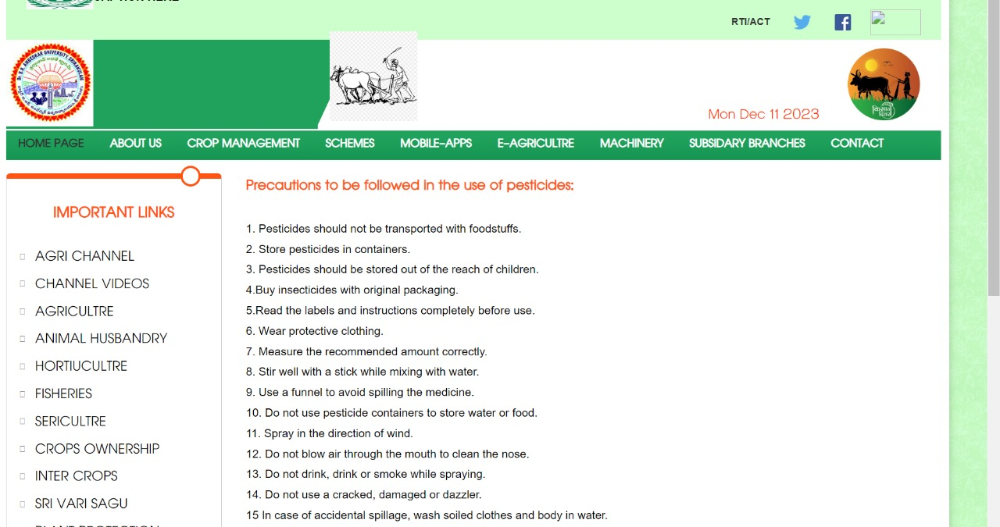 RTI/ACT
Dr. B.R. AMBEDKAR UNIVERSITY, SRIKAKULAM
किसान
दिवस
Mon Dec 11 2023
HOME PAGE ABOUT US CROP MANAGEMENT SCHEMES MOBILE-APPS E-AGRICULTRE MACHINERY SUBSIDARY BRANCHES CONTACT
IMPORTANT LINKS
AGRI CHANNEL
CHANNEL VIDEOS
AGRICULTRE
ANIMAL HUSBANDRY
HORTIUCULTRE
FISHERIES
SERICULTRE
CROPS OWNERSHIP
INTER CROPS
SRI VARI SAGU
Precautions to be followed in the use of pesticides:
1. Pesticides should not be transported with foodstuffs.
2. Store pesticides in containers.
3. Pesticides should be stored out of the reach of children.
4.Buy insecticides with original packaging.
5.Read the labels and instructions completely before use.
6. Wear protective clothing.
7. Measure the recommended amount correctly.
8. Stir well with a stick while mixing with water.
9. Use a funnel to avoid spilling the medicine.
10. Do not use pesticide containers to store water or food.
11. Spray in the direction of wind.
12. Do not blow air through the mouth to clean the nose.
13. Do not drink, drink or smoke while spraying.
14. Do not use a cracked, damaged or dazzler.
15 In case of accidental spillage, wash soiled clothes and body in water.